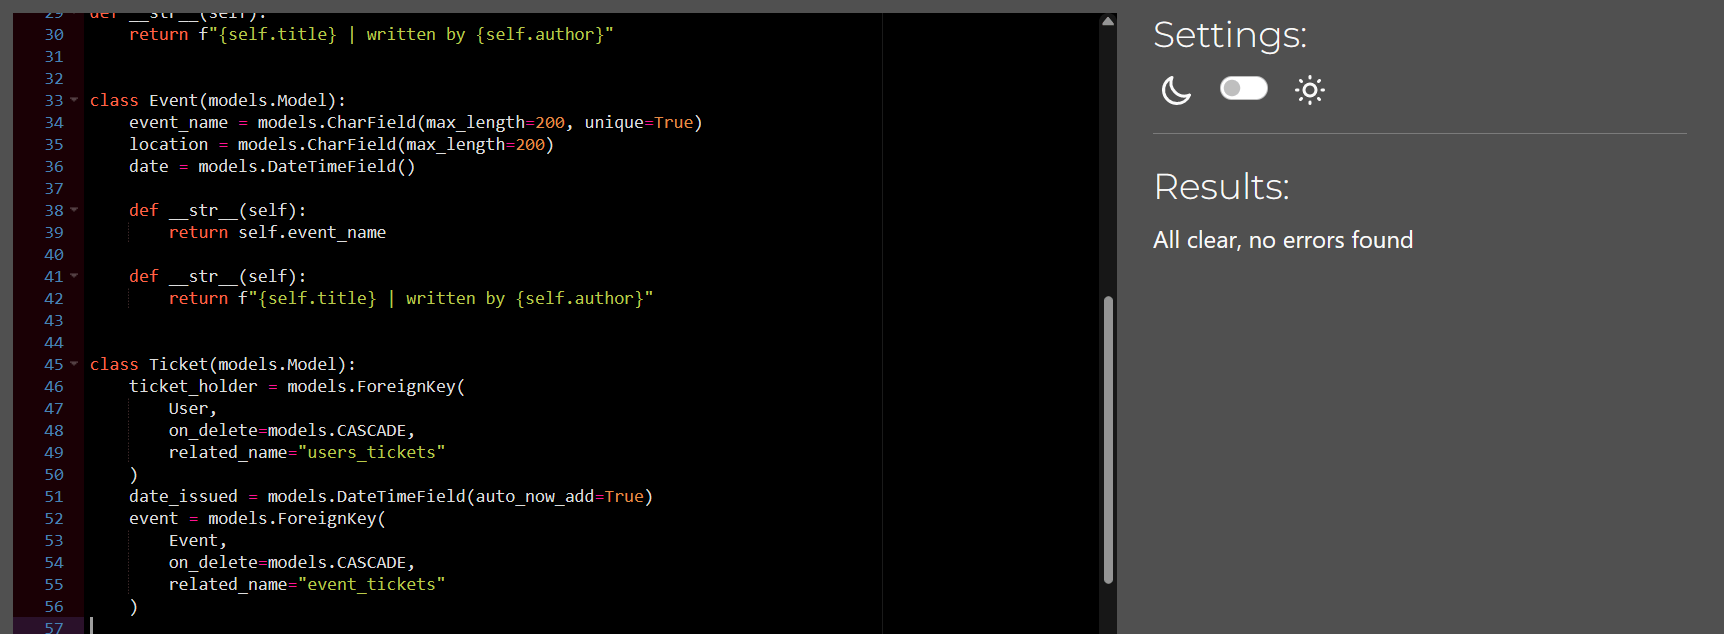 29 def __str__(self):
30     return f"{self.title} | written by {self.author}"
31
32
33 class Event(models.Model):
34     event_name = models.CharField(max_length=200, unique=True)
35     location = models.CharField(max_length=200)
36     date = models.DateTimeField()
37
38     def __str__(self):
39         return self.event_name
40
41     def __str__(self):
42         return f"{self.title} | written by {self.author}"
43
44
45 class Ticket(models.Model):
46     ticket_holder = models.ForeignKey(
47         User,
48         on_delete=models.CASCADE,
49         related_name="users_tickets"
50     )
51     date_issued = models.DateTimeField(auto_now_add=True)
52     event = models.ForeignKey(
53         Event,
54         on_delete=models.CASCADE,
55         related_name="event_tickets"
56     )
57
Settings:
Results:
All clear, no errors found